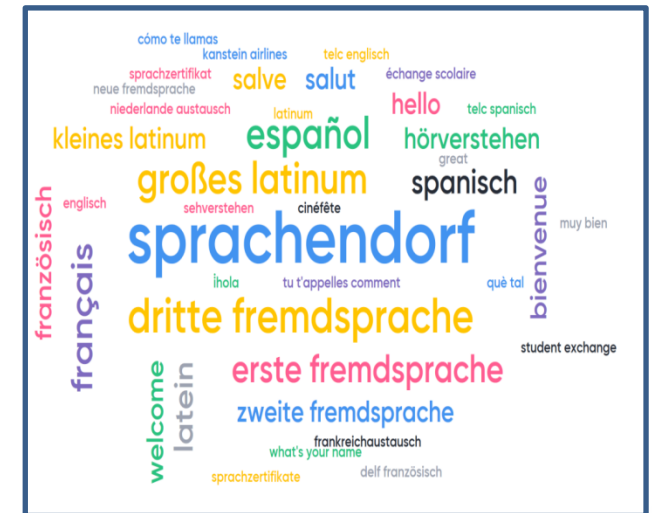 cómo te llamas
kanstein airlines
telc englisch
sprachzertifikat
salve
salut
échange scolaire
neue fremdsprache
hello
niederlande austausch
latinum
telc spanisch
kleines latinum
español
hörverstehen
great
großes latinum
spanisch
französisch
englisch
sehverstehen
cinéfête
bienvenue
muy bien
sprachendorf
français
ihola
tu t'appelles comment
què tal
dritte fremdsprache
student exchange
erste fremdsprache
welcome
latein
zweite fremdsprache
frankreichaustausch
what's your name
sprachzertifikate
delf französisch